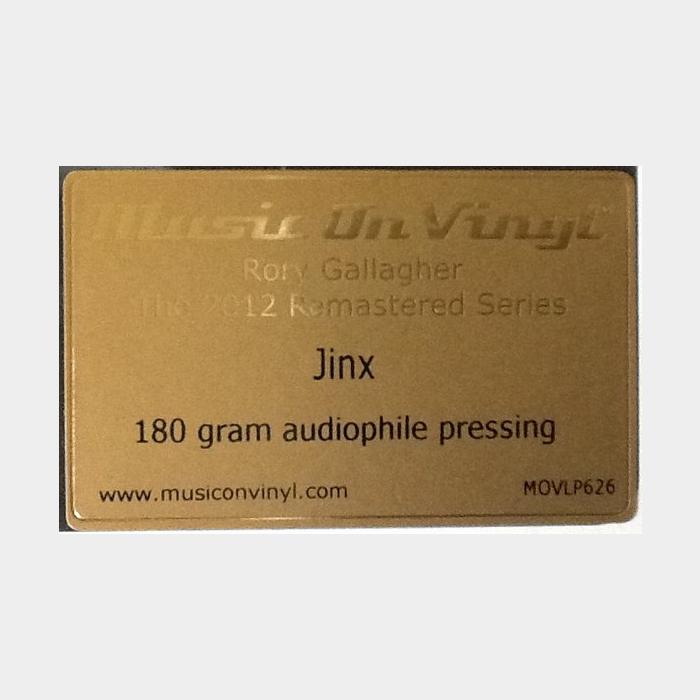 Music On Vinyl
Rory Gallagher
The 2012 Remastered Series
Jinx
180 gram audiophile pressing
www.musiconvinyl.com
MOVLP626